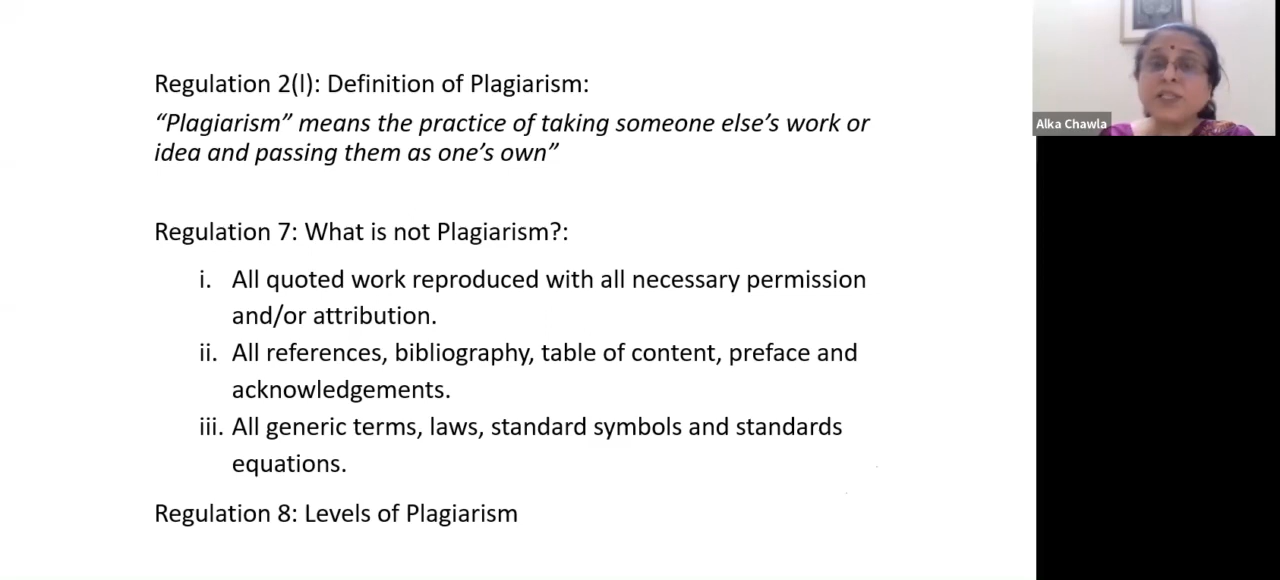 Regulation 2(l): Definition of Plagiarism:
“Plagiarism” means the practice of taking someone else’s work or
idea and passing them as one’s own”
Regulation 7: What is not Plagiarism?:
i. All quoted work reproduced with all necessary permission
and/or attribution.
ii. All references, bibliography, table of content, preface and
acknowledgements.
iii. All generic terms, laws, standard symbols and standards
equations.
Regulation 8: Levels of Plagiarism
Alka Chawla